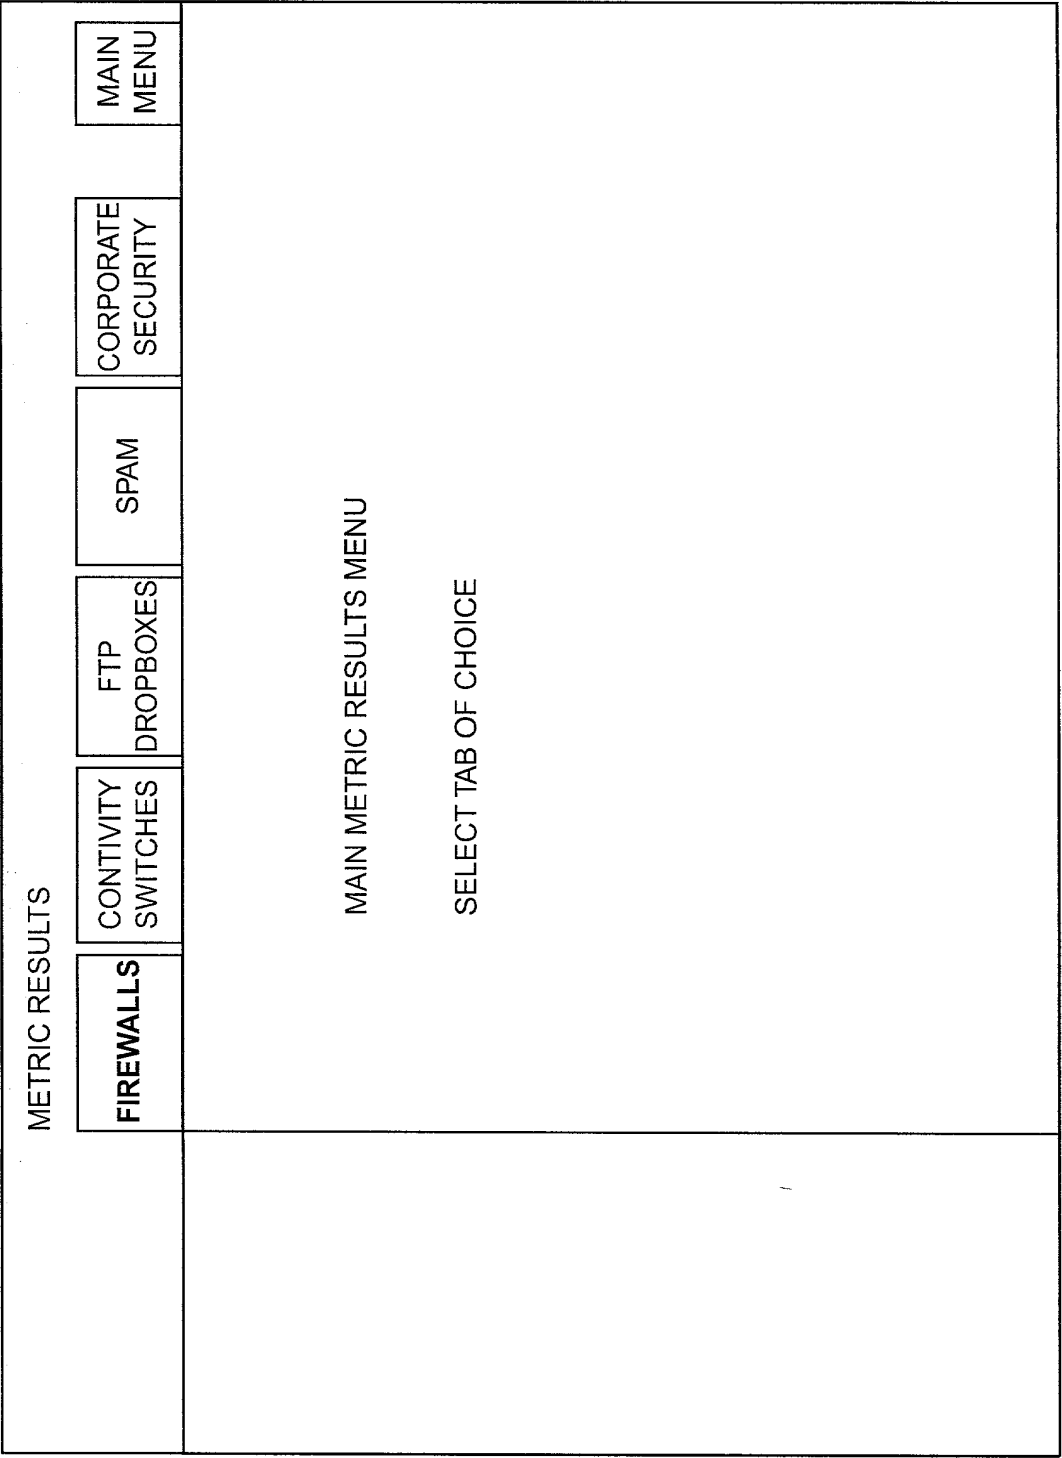 METRIC RESULTS
FIREWALLS
CONTIVITY
SWITCHES
FTP
DROPBOXES
SPAM
CORPORATE
SECURITY
MAIN
MENU
MAIN METRIC RESULTS MENU
SELECT TAB OF CHOICE